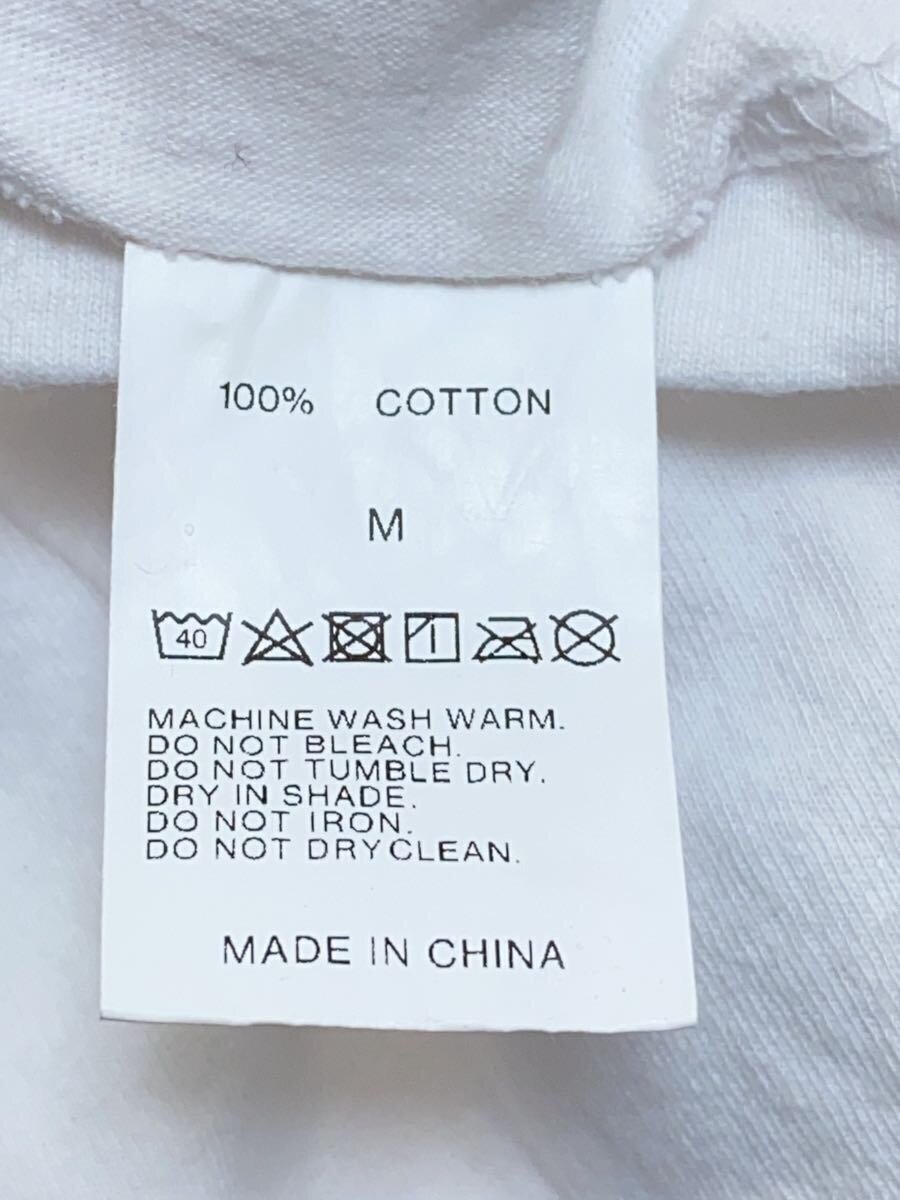 100% COTTON
M
40
MACHINE WASH WARM.
DO NOT BLEACH.
DO NOT TUMBLE DRY.
DRY IN SHADE.
DO NOT IRON.
DO NOT DRYCLEAN.
MADE IN CHINA